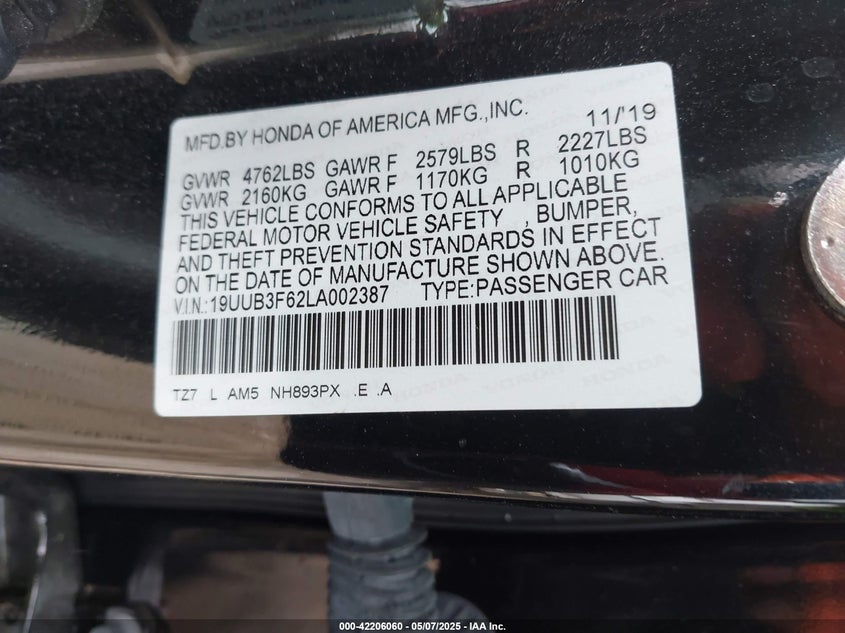 MFD.BY HONDA OF AMERICA MFG.,INC. 11/'19
GVWR 4762LBS GAWR F 2579LBS R 2227LBS
GVWR 2160KG GAWR F 1170KG R 1010KG
THIS VEHICLE CONFORMS TO ALL APPLICABLE
FEDERAL MOTOR VEHICLE SAFETY , BUMPER,
AND THEFT PREVENTION STANDARDS IN EFFECT
ON THE DATE OF MANUFACTURE SHOWN ABOVE.
V.I.N.:19UUB3F62LA002387 TYPE:PASSENGER CAR
TZ7 L AM5 NH893PX .E .A
000-42206060 - 05/07/2025 - IAA Inc.